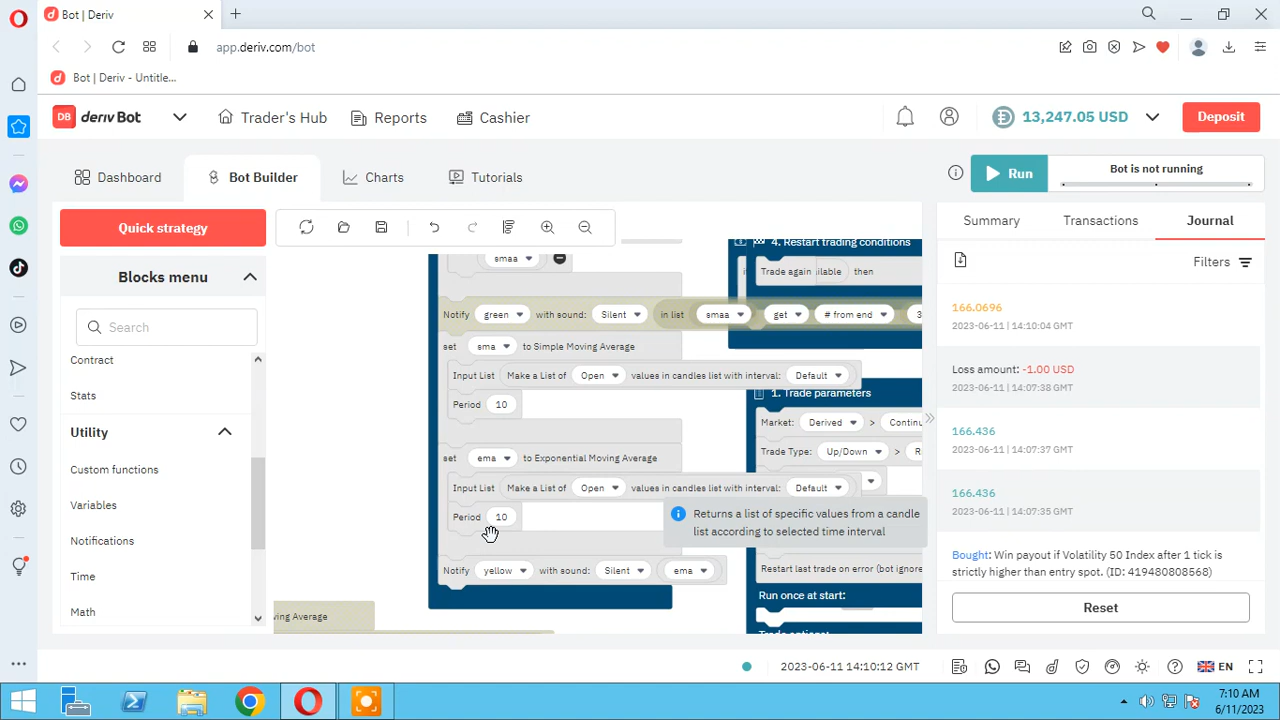 Bot | Deriv
app.deriv.com/bot
Bot | Deriv - Untitle...
DB deriv Bot
Trader's Hub
Reports
Cashier
13,247.05 USD
Deposit
Dashboard
Bot Builder
Charts
Tutorials
Run
Bot is not running
Quick strategy
Summary
Transactions
Journal
Blocks menu
Search
Filters
Contract
Stats
Utility
Custom functions
Variables
Notifications
Time
Math
smaa
Notify green with sound: Silent in list smaa get # from end 3
set sma to Simple Moving Average
Input List Make a List of Open values in candles list with interval: Default
Period 10
set ema to Exponential Moving Average
Input List Make a List of Open values in candles list with interval: Default
Period 10
Notify yellow with sound: Silent ema
ving Average
4. Restart trading conditions
Trade again ilable then
1. Trade parameters
Market: Derived > Continu
Trade Type: Up/Down > R
Returns a list of specific values from a candle
list according to selected time interval
Restart last trade on error (bot ignore
Run once at start:
Trade options:
166.0696
2023-06-11 | 14:10:04 GMT
Loss amount: -1.00 USD
2023-06-11 | 14:07:38 GMT
166.436
2023-06-11 | 14:07:37 GMT
166.436
2023-06-11 | 14:07:35 GMT
Bought: Win payout if Volatility 50 Index after 1 tick is
strictly higher than entry spot. (ID: 419480808568)
Reset
2023-06-11 14:10:12 GMT
EN
7:10 AM
6/11/2023